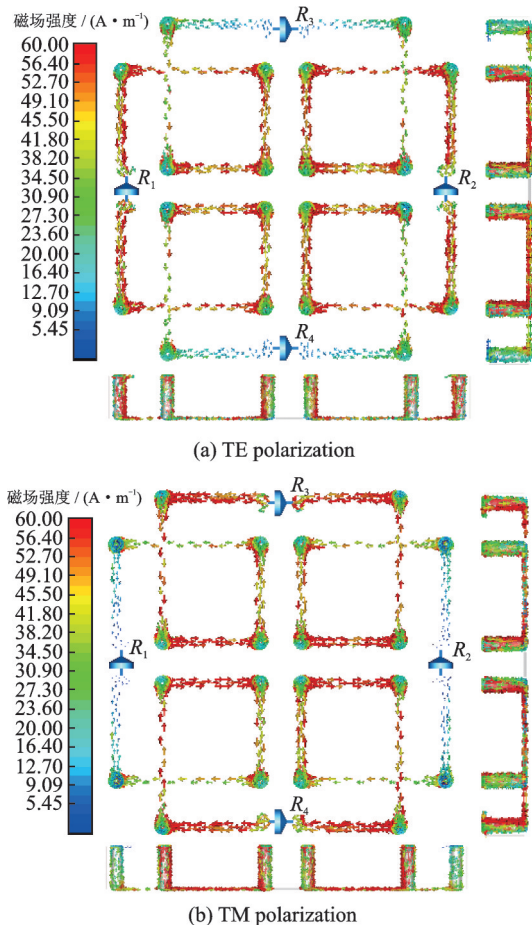 磁场强度 / (A·m⁻¹)
60.00
56.40
52.70
49.10
45.50
41.80
38.20
34.50
30.90
27.30
23.60
20.00
16.40
12.70
9.09
5.45
R₃
R₁
R₂
R₄
(a) TE polarization
磁场强度 / (A·m⁻¹)
60.00
56.40
52.70
49.10
45.50
41.80
38.20
34.50
30.90
27.30
23.60
20.00
16.40
12.70
9.09
5.45
R₃
R₁
R₂
R₄
(b) TM polarization